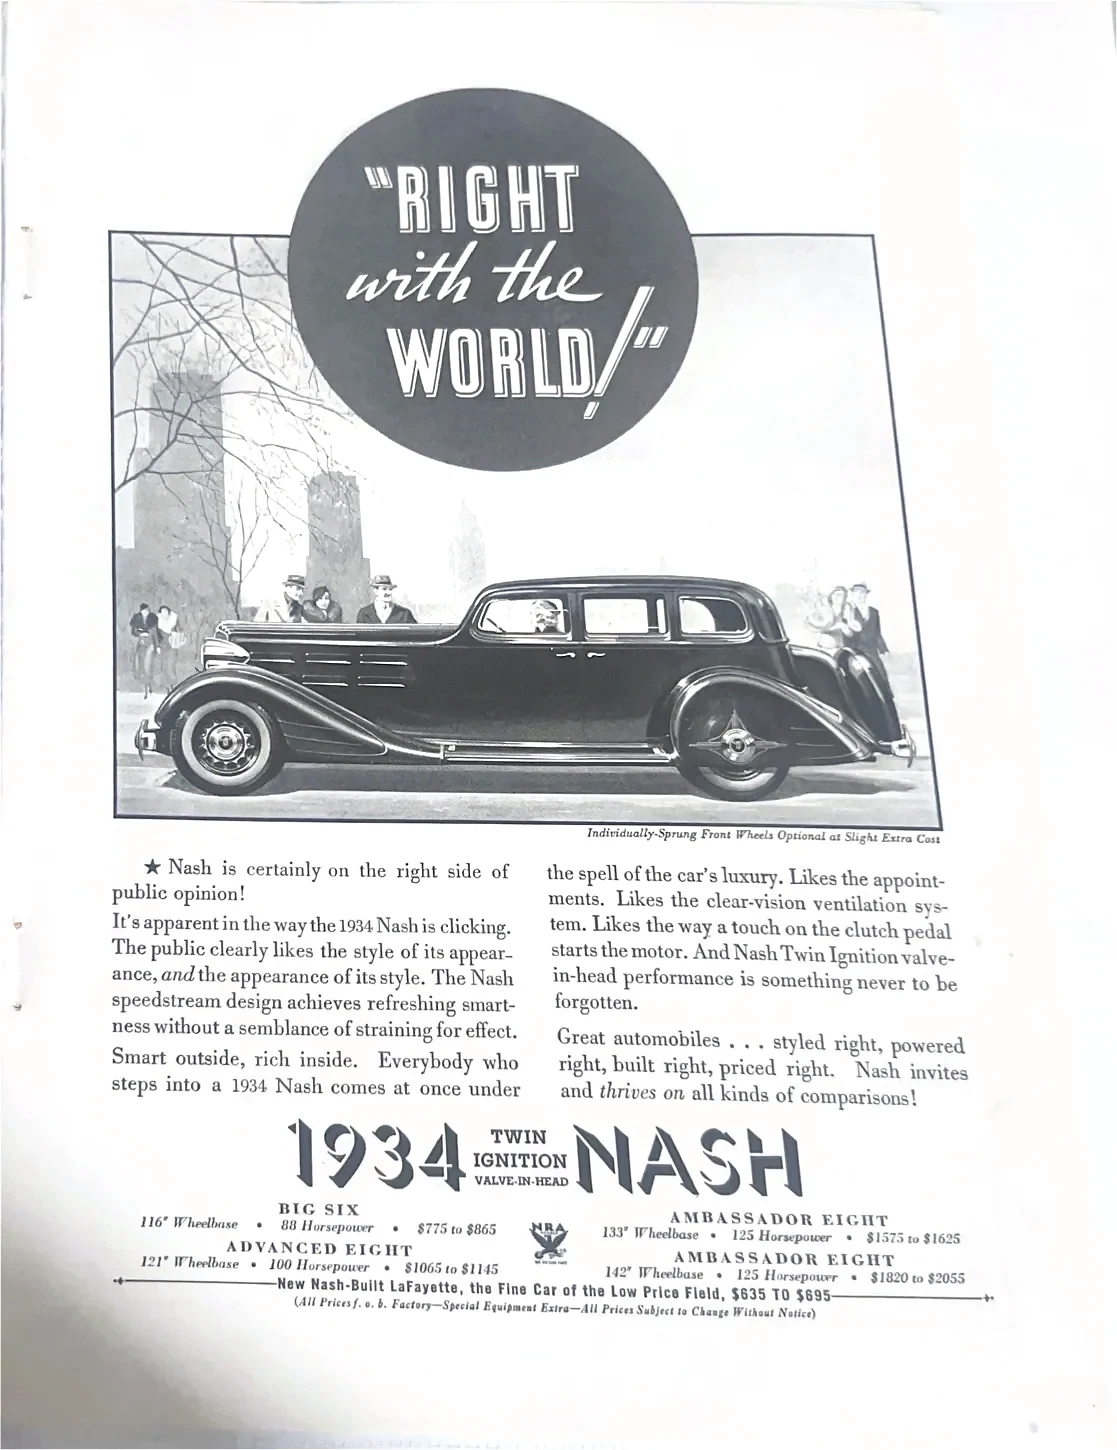 "RIGHT
with the
WORLD!"
Individually-Sprung Front Wheels Optional at Slight Extra Cost
★ Nash is certainly on the right side of
public opinion!
It's apparent in the way the 1934 Nash is clicking.
The public clearly likes the style of its appear-
ance, and the appearance of its style. The Nash
speedstream design achieves refreshing smart-
ness without a semblance of straining for effect.
Smart outside, rich inside. Everybody who
steps into a 1934 Nash comes at once under
the spell of the car's luxury. Likes the appoint-
ments. Likes the clear-vision ventilation sys-
tem. Likes the way a touch on the clutch pedal
starts the motor. And Nash Twin Ignition valve-
in-head performance is something never to be
forgotten.
Great automobiles . . . styled right, powered
right, built right, priced right. Nash invites
and thrives on all kinds of comparisons!
1934 TWIN IGNITION VALVE-IN-HEAD NASH
BIG SIX
116" Wheelbase • 88 Horsepower • $775 to $865
ADVANCED EIGHT
121" Wheelbase • 100 Horsepower • $1065 to $1145
NRA
AMBASSADOR EIGHT
133" Wheelbase • 125 Horsepower • $1575 to $1625
AMBASSADOR EIGHT
142" Wheelbase • 125 Horsepower • $1820 to $2055
New Nash-Built LaFayette, the Fine Car of the Low Price Field, $635 TO $695
(All Prices f. o. b. Factory—Special Equipment Extra—All Prices Subject to Change Without Notice)